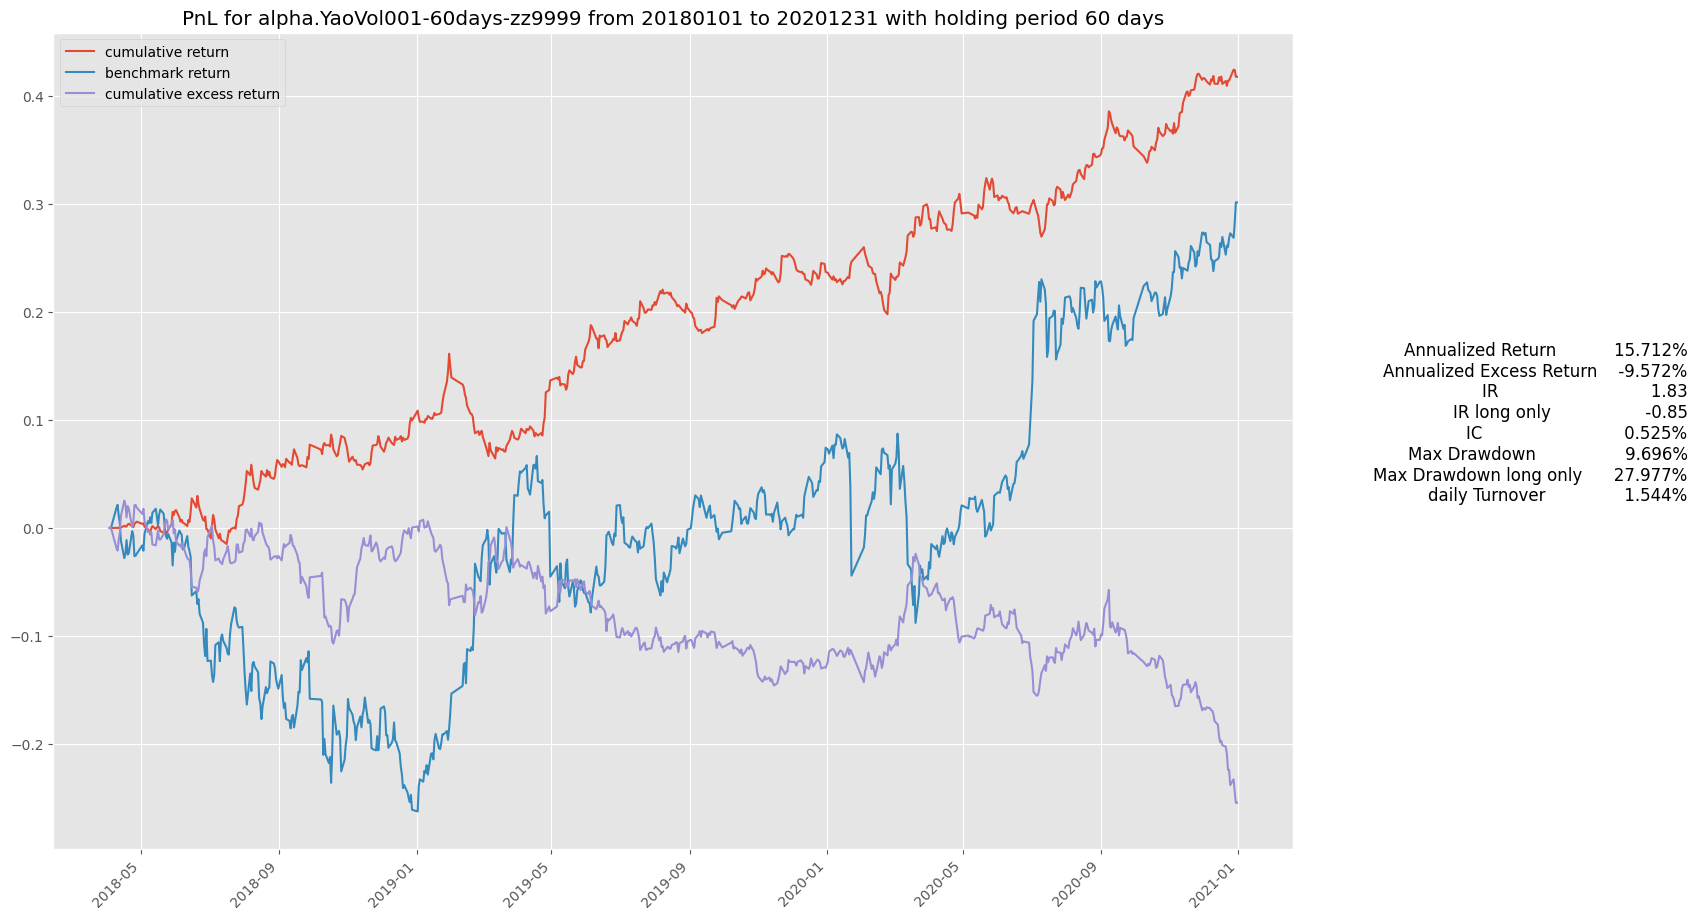 PnL for alpha.YaoVol001-60days-zz9999 from 20180101 to 20201231 with holding period 60 days
cumulative return
benchmark return
cumulative excess return
0.4
0.3
0.2
0.1
0.0
−0.1
−0.2
2018-05
2018-09
2019-01
2019-05
2019-09
2020-01
2020-05
2020-09
2021-01
Annualized Return 15.712%
Annualized Excess Return -9.572%
IR 1.83
IR long only -0.85
IC 0.525%
Max Drawdown 9.696%
Max Drawdown long only 27.977%
daily Turnover 1.544%